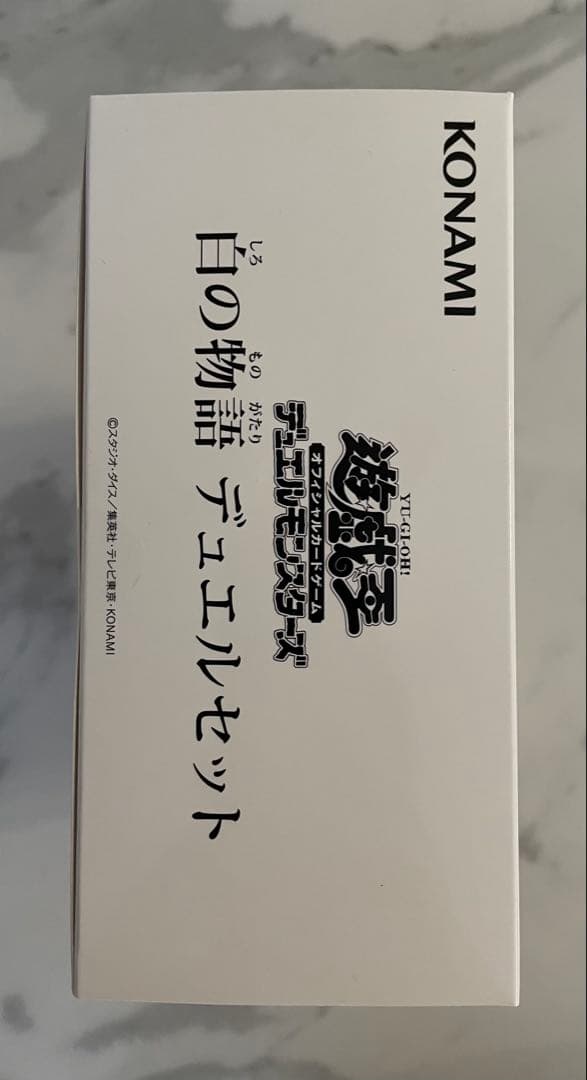 KONAMI
YU-GI-OH!
遊戯王
オフィシャルカードゲーム
デュエルモンスターズ
しろ もの がたり
白の物語 デュエルセット
©スタジオ・ダイス/集英社・テレビ東京・KONAMI